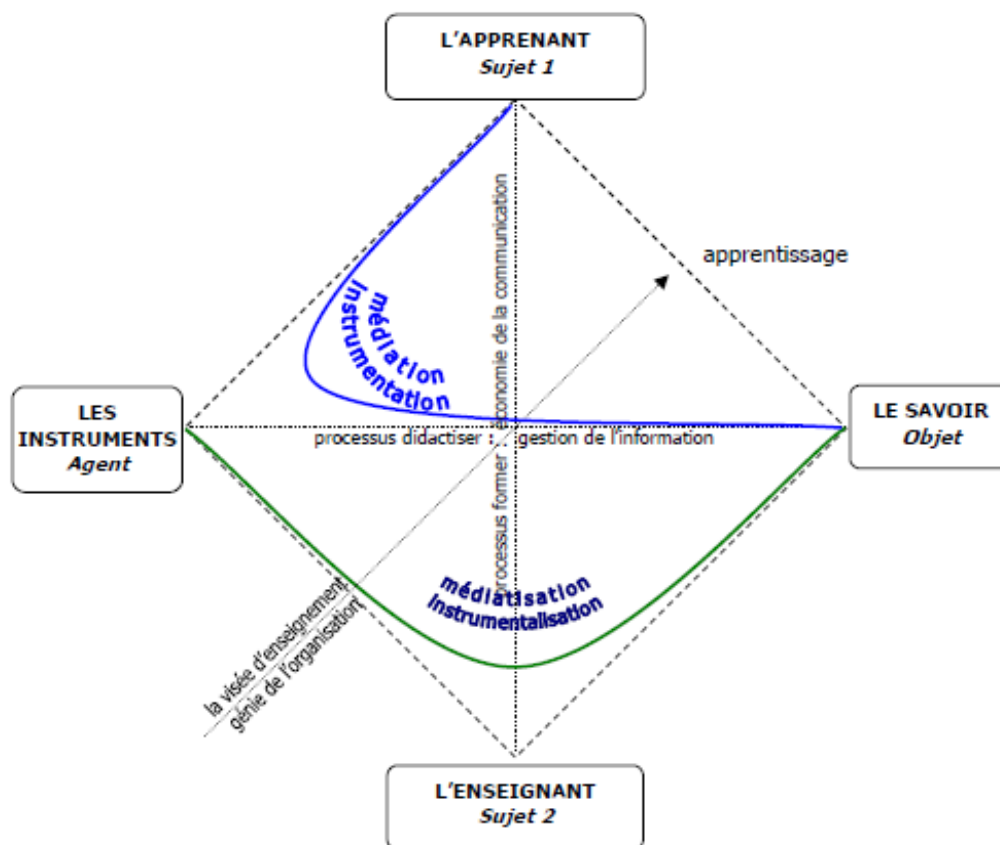 L'APPRENANT
Sujet 1
économie de la communication
apprentissage
médiation
Instrumentation
LES
INSTRUMENTS
Agent
LE SAVOIR
Objet
processus didactiser :.. gestion de l'information
processus former :
médiatisation
instrumentalisation
la visée d'enseignement
génie de l'organisation
L'ENSEIGNANT
Sujet 2